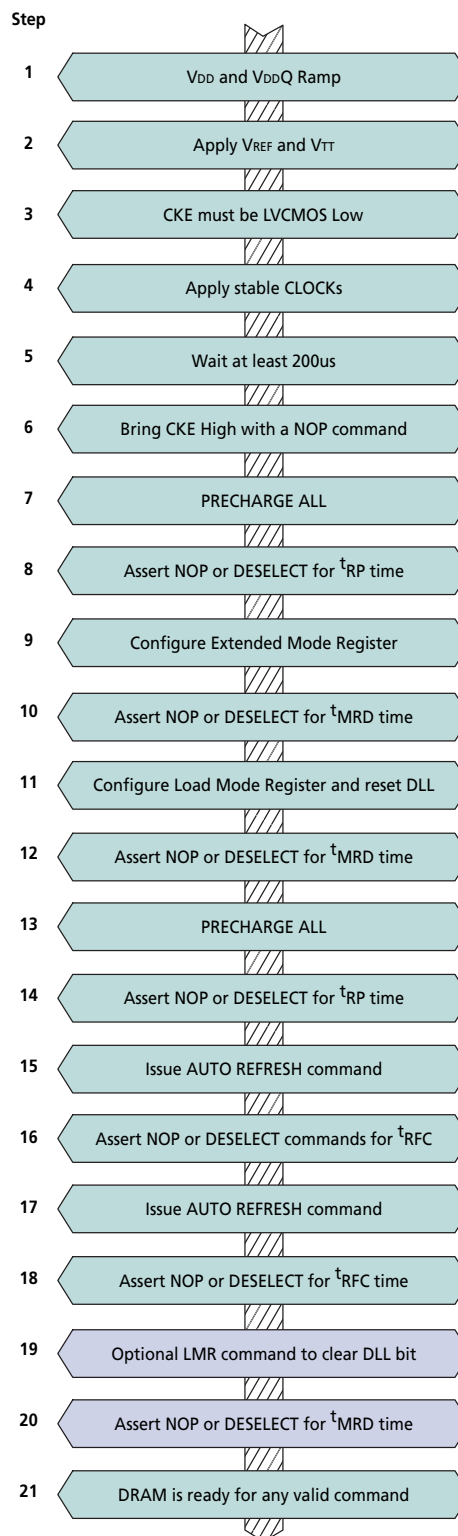 Step
1 VDD and VDDQ Ramp
2 Apply VREF and VTT
3 CKE must be LVCMOS Low
4 Apply stable CLOCKs
5 Wait at least 200us
6 Bring CKE High with a NOP command
7 PRECHARGE ALL
8 Assert NOP or DESELECT for tRP time
9 Configure Extended Mode Register
10 Assert NOP or DESELECT for tMRD time
11 Configure Load Mode Register and reset DLL
12 Assert NOP or DESELECT for tMRD time
13 PRECHARGE ALL
14 Assert NOP or DESELECT for tRP time
15 Issue AUTO REFRESH command
16 Assert NOP or DESELECT commands for tRFC
17 Issue AUTO REFRESH command
18 Assert NOP or DESELECT for tRFC time
19 Optional LMR command to clear DLL bit
20 Assert NOP or DESELECT for tMRD time
21 DRAM is ready for any valid command